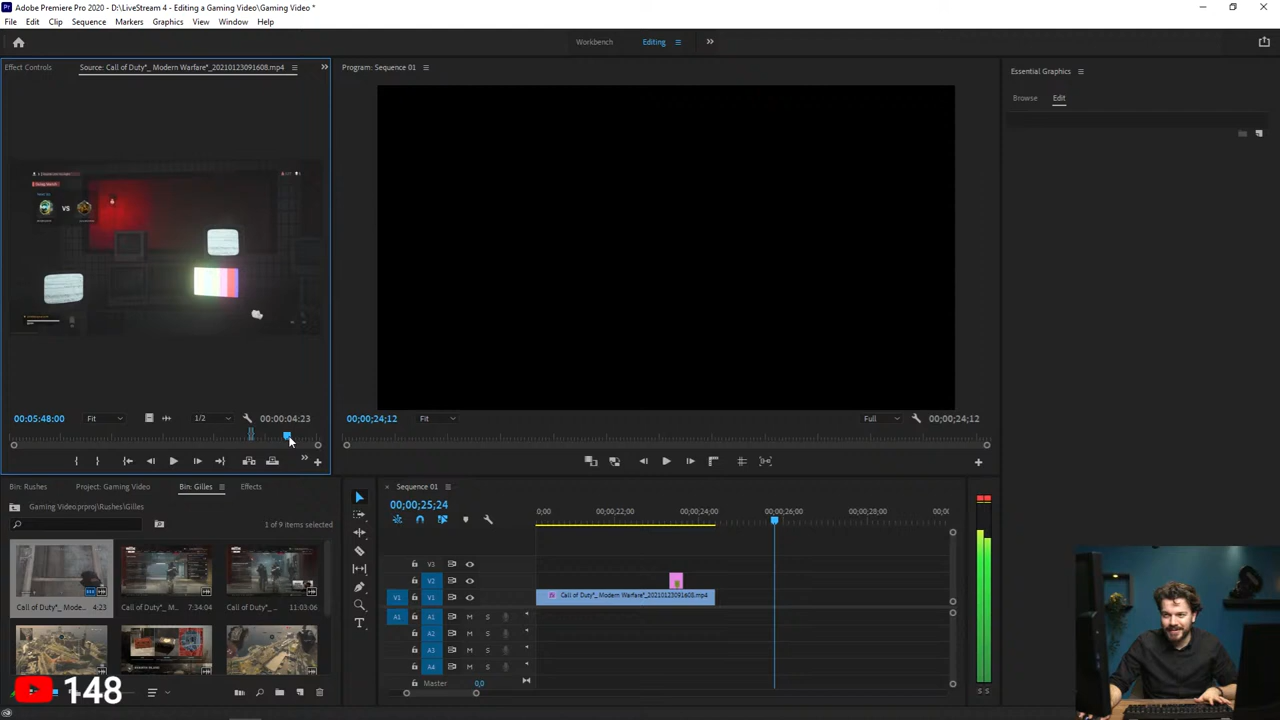 Adobe Premiere Pro 2020 - D:\LiveStream 4 - Editing a Gaming Video\Gaming Video *
File Edit Clip Sequence Markers Graphics View Window Help
Workbench Editing
Effect Controls Source: Call of Duty®_ Modern Warfare®_20210123091608.mp4 Program: Sequence 01 Essential Graphics
Browse Edit
VS
00:05:48:00 Fit 1/2 00:00:04:23 00;00;24;12 Fit Full 00;00;24;12
Bin: Rushes Project: Gaming Video Bin: Gilles Effects
Gaming Video.prproj\Rushes\Gilles
1 of 9 items selected
Call of Duty®_ Mode... 4:23 Call of Duty®_ M... 7:34:04 Call of Duty®_ ... 11:03:06
Sequence 01
00;00;25;24
0;00 00;00;22;00 00;00;24;00 00;00;26;00 00;00;28;00 00;0
V3
V2 V2
V1 V1 Call of Duty®_ Modern Warfare®_20210123091608.mp4
A1 A1 M S
A2 M S
A3 M S
A4 M S
Master 0,0
S S
148